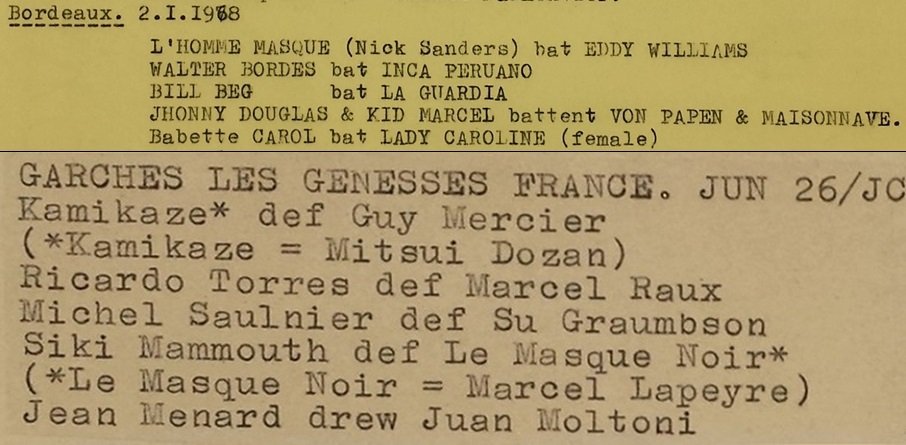 Bordeaux. 2.I.1968
L'HOMME MASQUE (Nick Sanders) bat EDDY WILLIAMS
WALTER BORDES bat INCA PERUANO
BILL BEG bat LA GUARDIA
JHONNY DOUGLAS & KID MARCEL battent VON PAPEN & MAISONNAVE.
Babette CAROL bat LADY CAROLINE (female)
GARCHES LES GENESSES FRANCE. JUN 26/JC
Kamikaze* def Guy Mercier
(*Kamikaze = Mitsui Dozan)
Ricardo Torres def Marcel Raux
Michel Saulnier def Su Graumbson
Siki Mammouth def Le Masque Noir*
(*Le Masque Noir = Marcel Lapeyre)
Jean Menard drew Juan Moltoni